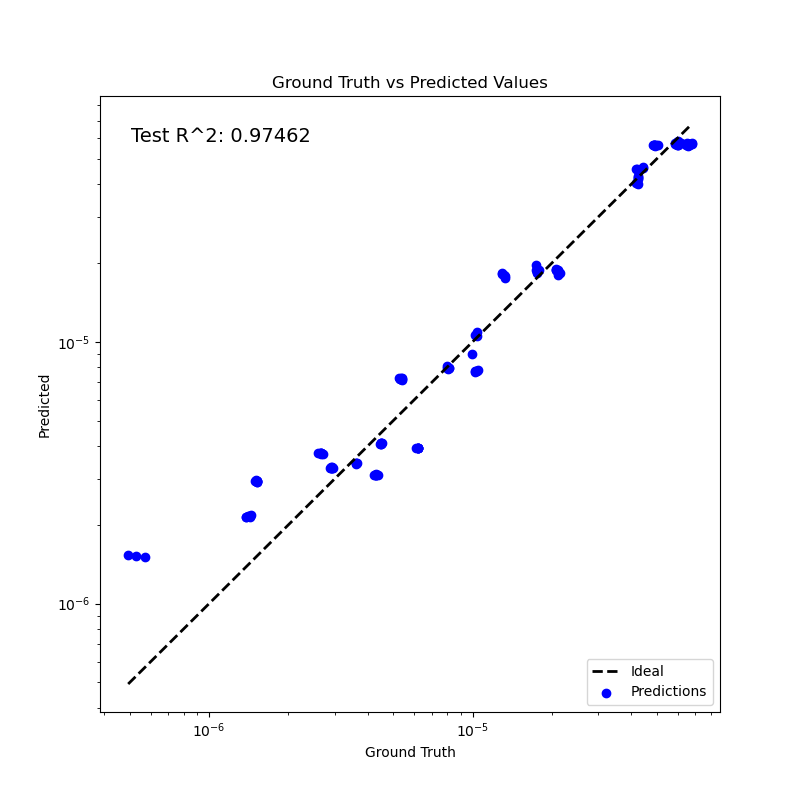 Ground Truth vs Predicted Values
Test R^2: 0.97462
Predicted
10⁻⁵
10⁻⁶
10⁻⁶
10⁻⁵
Ground Truth
Ideal
Predictions